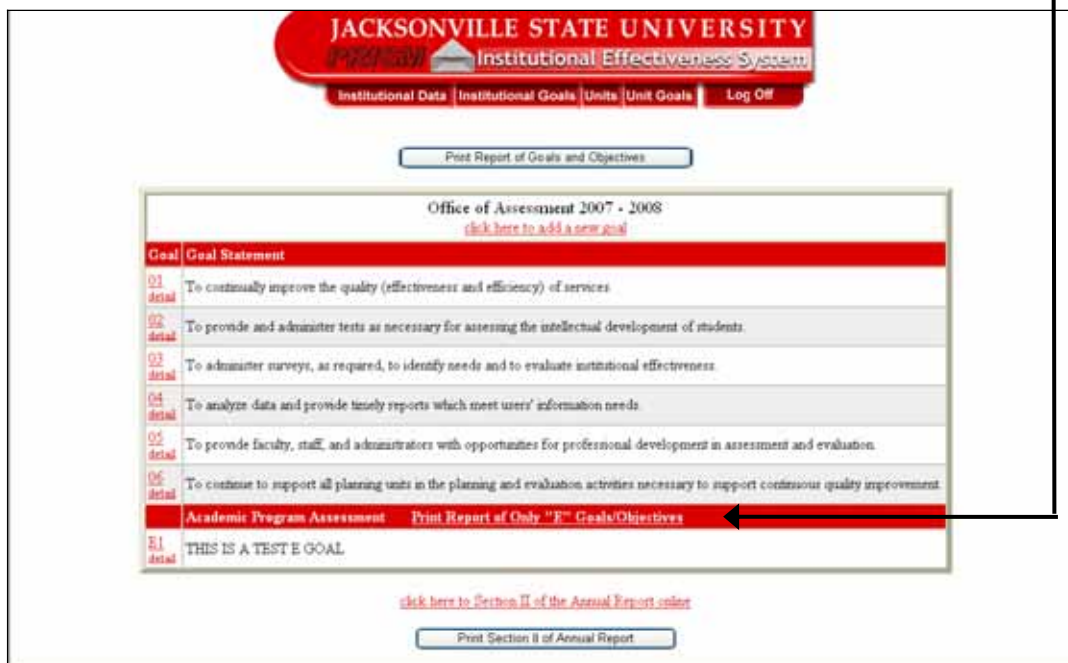 JACKSONVILLE STATE UNIVERSITY
PRISM Institutional Effectiveness System
Institutional Data Institutional Goals Units Unit Goals Log Off
Print Report of Goals and Objectives
Office of Assessment 2007 - 2008
click here to add a new goal
Goal Goal Statement
01 detail To continually improve the quality (effectiveness and efficiency) of services
02 detail To provide and administer tests as necessary for assessing the intellectual development of students.
03 detail To administer surveys, as required, to identify needs and to evaluate institutional effectiveness.
04 detail To analyze data and provide timely reports which meet users' information needs.
05 detail To provide faculty, staff, and administrators with opportunities for professional development in assessment and evaluation.
06 detail To continue to support all planning units in the planning and evaluation activities necessary to support continuous quality improvement.
Academic Program Assessment Print Report of Only "E" Goals/Objectives
E1 detail THIS IS A TEST E GOAL
click here to Section II of the Annual Report online
Print Section II of Annual Report